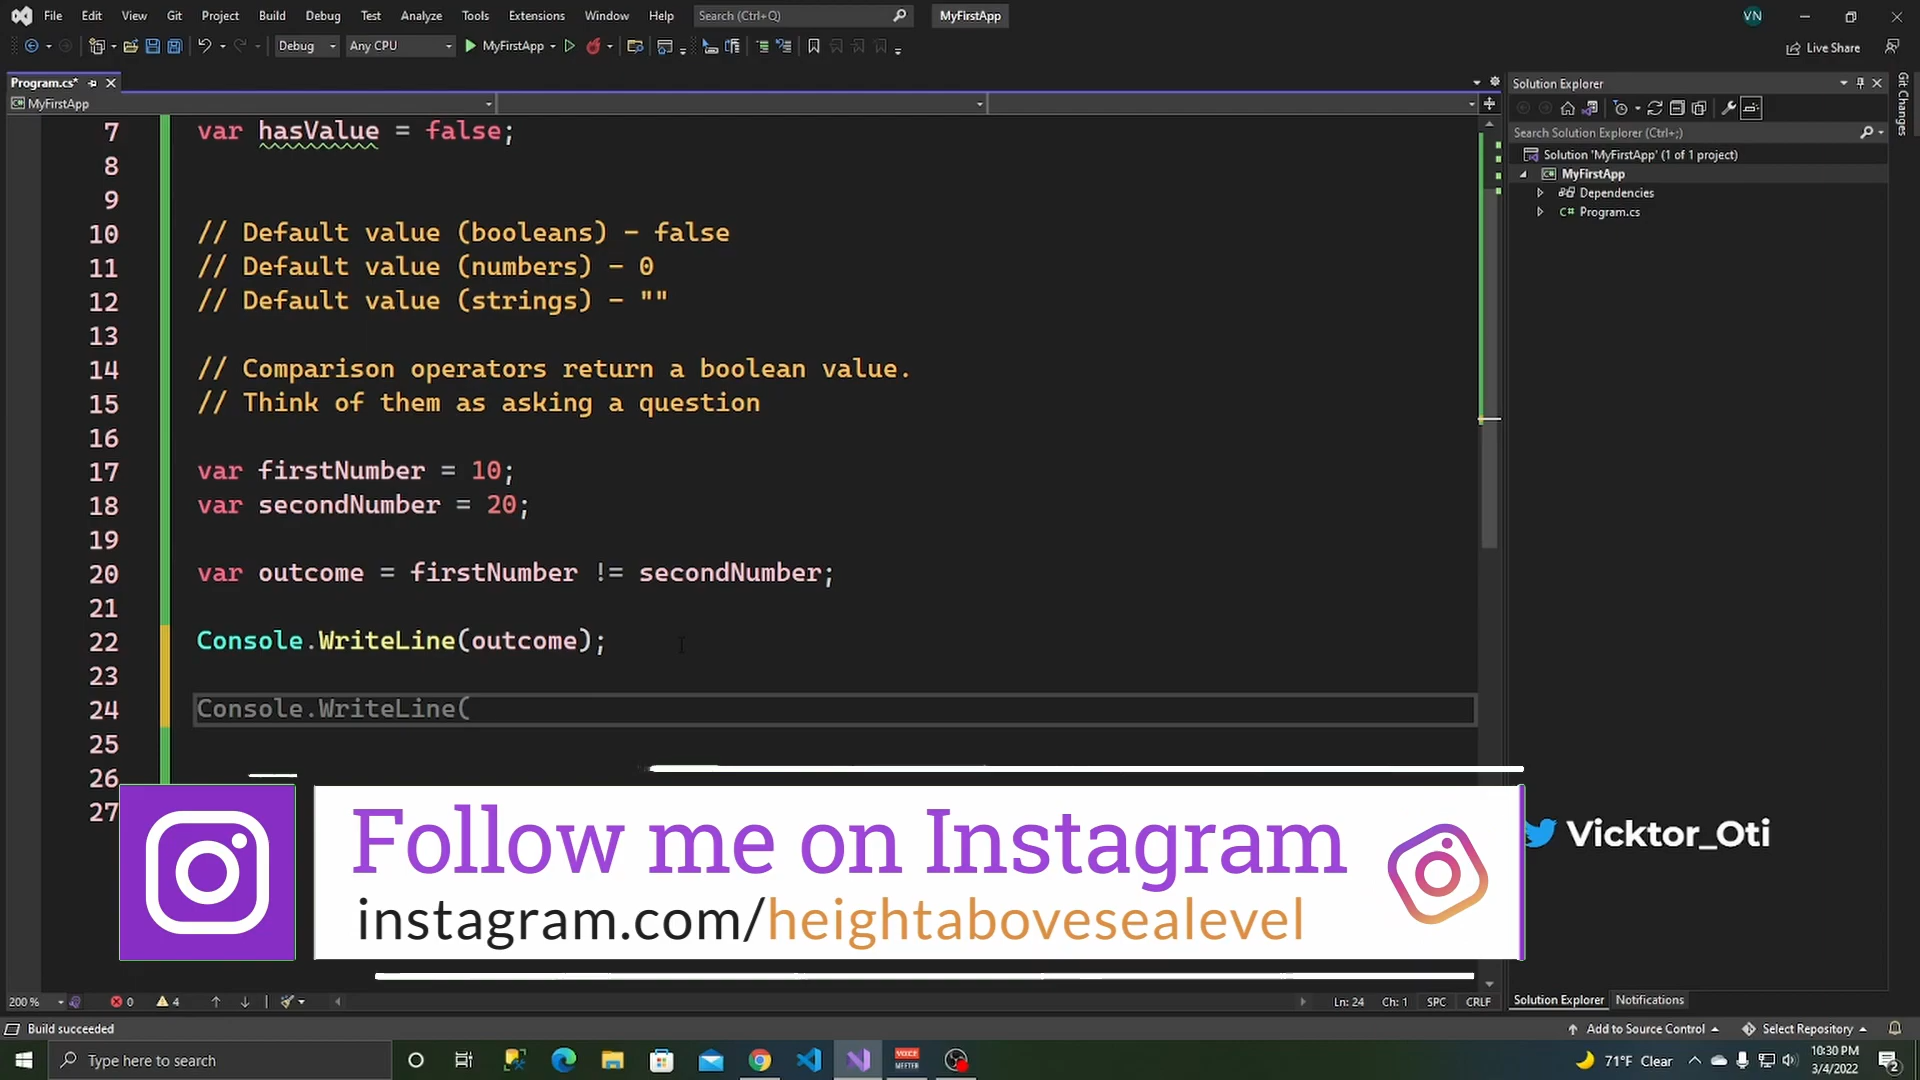 File Edit View Git Project Build Debug Test Analyze Tools Extensions Window Help Search (Ctrl+Q) MyFirstApp VN
Debug Any CPU MyFirstApp Live Share
Program.cs* Solution Explorer
MyFirstApp
Search Solution Explorer (Ctrl+;)
Solution 'MyFirstApp' (1 of 1 project)
MyFirstApp
Dependencies
C# Program.cs
Git Changes
7 var hasValue = false;
8
9
10 // Default value (booleans) - false
11 // Default value (numbers) - 0
12 // Default value (strings) - ""
13
14 // Comparison operators return a boolean value.
15 // Think of them as asking a question
16
17 var firstNumber = 10;
18 var secondNumber = 20;
19
20 var outcome = firstNumber != secondNumber;
21
22 Console.WriteLine(outcome);
23
24 Console.WriteLine(
25
26
27
Follow me on Instagram
instagram.com/heightabovesealevel
Vicktor_Oti
200 % 0 4 Ln: 24 Ch: 1 SPC CRLF
Solution Explorer Notifications
Build succeeded Add to Source Control Select Repository
Type here to search VOICE MEETER 71°F Clear 10:30 PM
3/4/2022 2